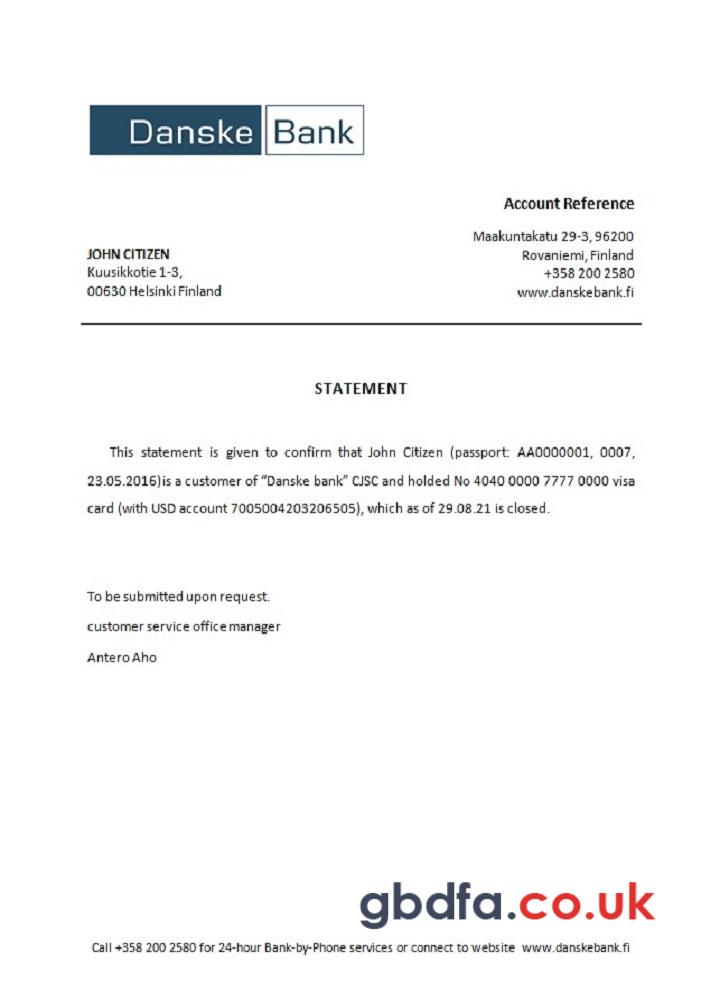 Danske Bank
Account Reference
Maakuntakatu 29-3, 96200
Rovaniemi, Finland
+358 200 2580
www.danskebank.fi
JOHN CITIZEN
Kuusikkotie 1-3,
00630 Helsinki Finland
STATEMENT
This statement is given to confirm that John Citizen (passport: AA0000001, 0007,
23.05.2016)is a customer of “Danske bank” CJSC and holded No 4040 0000 7777 0000 visa
card (with USD account 7005004203206505), which as of 29.08.21 is closed.
To be submitted upon request.
customer service office manager
Antero Aho
gbdfa.co.uk
Call +358 200 2580 for 24-hour Bank-by-Phone services or connect to website www.danskebank.fi